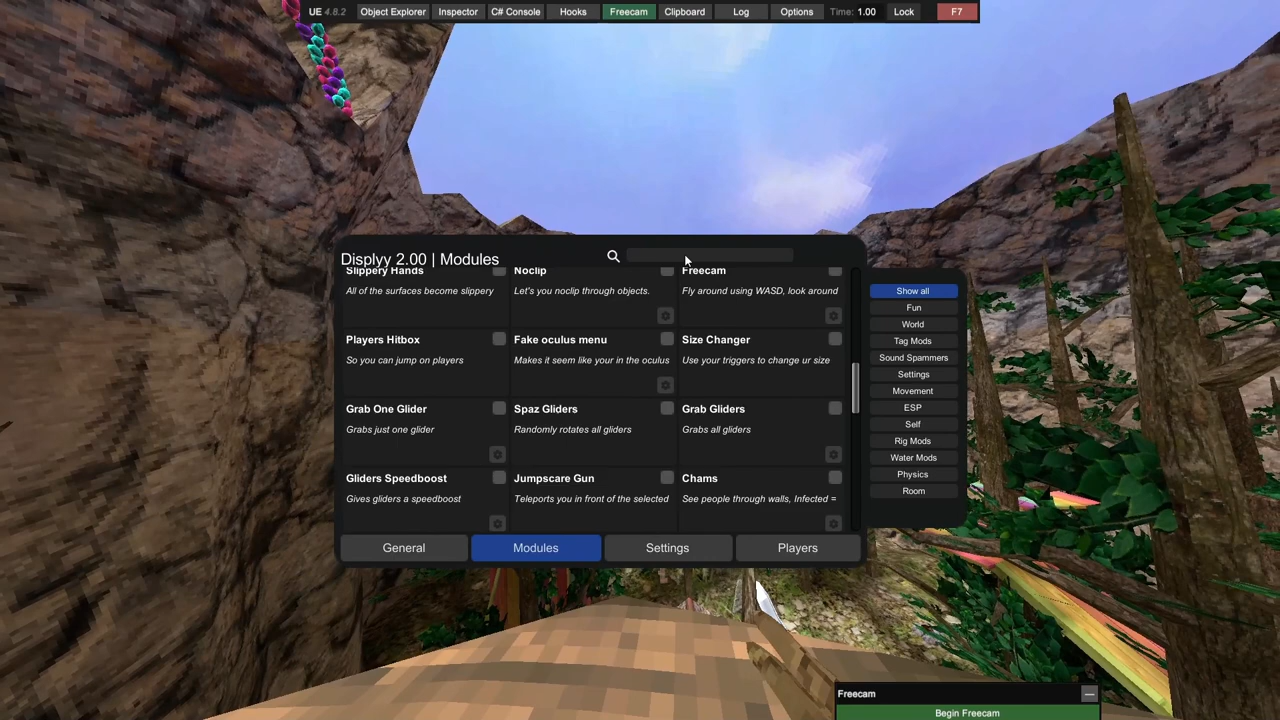 UE 4.8.2 Object Explorer Inspector C# Console Hooks Freecam Clipboard Log Options Time: 1.00 Lock F7
Displyy 2.00 | Modules
Slippery Hands Noclip Freecam
All of the surfaces become slippery Let's you noclip through objects. Fly around using WASD, look around
Players Hitbox Fake oculus menu Size Changer
So you can jump on players Makes it seem like your in the oculus Use your triggers to change ur size
Grab One Glider Spaz Gliders Grab Gliders
Grabs just one glider Randomly rotates all gliders Grabs all gliders
Gliders Speedboost Jumpscare Gun Chams
Gives gliders a speedboost Teleports you in front of the selected See people through walls, Infected =
General Modules Settings Players
Show all
Fun
World
Tag Mods
Sound Spammers
Settings
Movement
ESP
Self
Rig Mods
Water Mods
Physics
Room
Freecam —
Begin Freecam